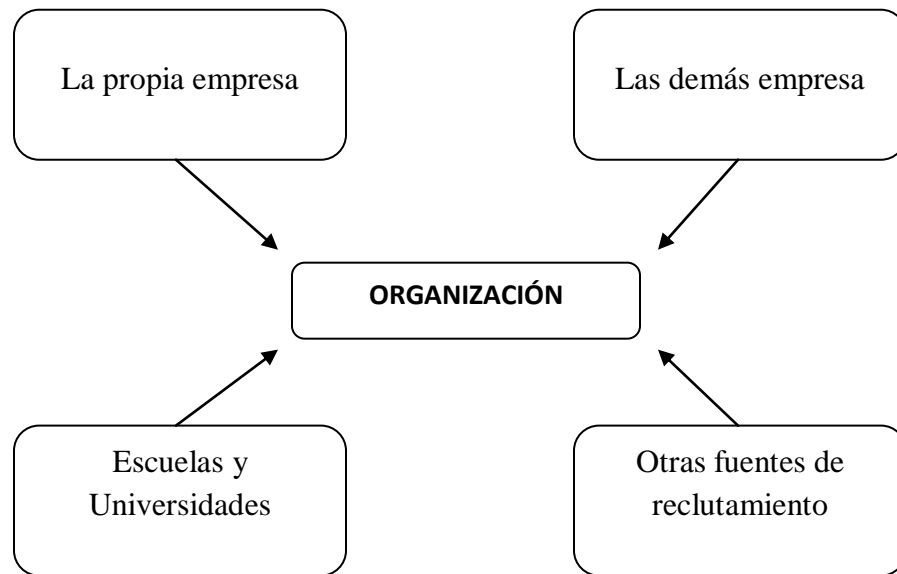 La propia empresa
Las demás empresa
ORGANIZACIÓN
Escuelas y
Universidades
Otras fuentes de
reclutamiento